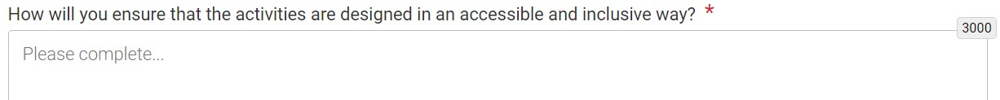 How will you ensure that the activities are designed in an accessible and inclusive way? *
3000
Please complete...